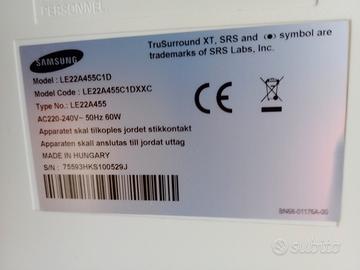 PERSONNEL
SAMSUNG
TruSurround XT, SRS and (●) symbol are
trademarks of SRS Labs, Inc.
Model : LE22A455C1D
Model Code : LE22A455C1DXXC
Type No.: LE22A455
AC220-240V~ 50Hz 60W
Apparatet skal tilkoples jordet stikkontakt
Apparaten skall anslutas till jordat uttag
MADE IN HUNGARY
S/N : 75593HKS100529J
BN68-01176A-00
subito